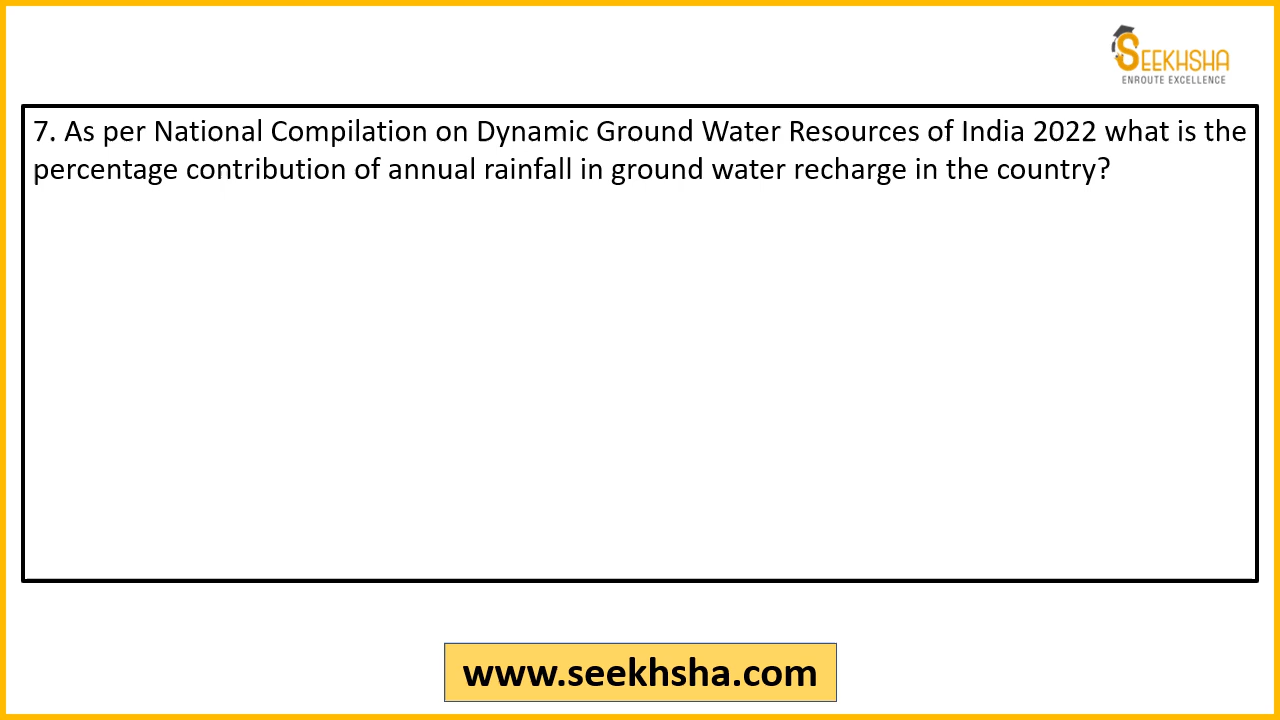 SEEKHSHA
ENROUTE EXCELLENCE
7. As per National Compilation on Dynamic Ground Water Resources of India 2022 what is the
percentage contribution of annual rainfall in ground water recharge in the country?
www.seekhsha.com